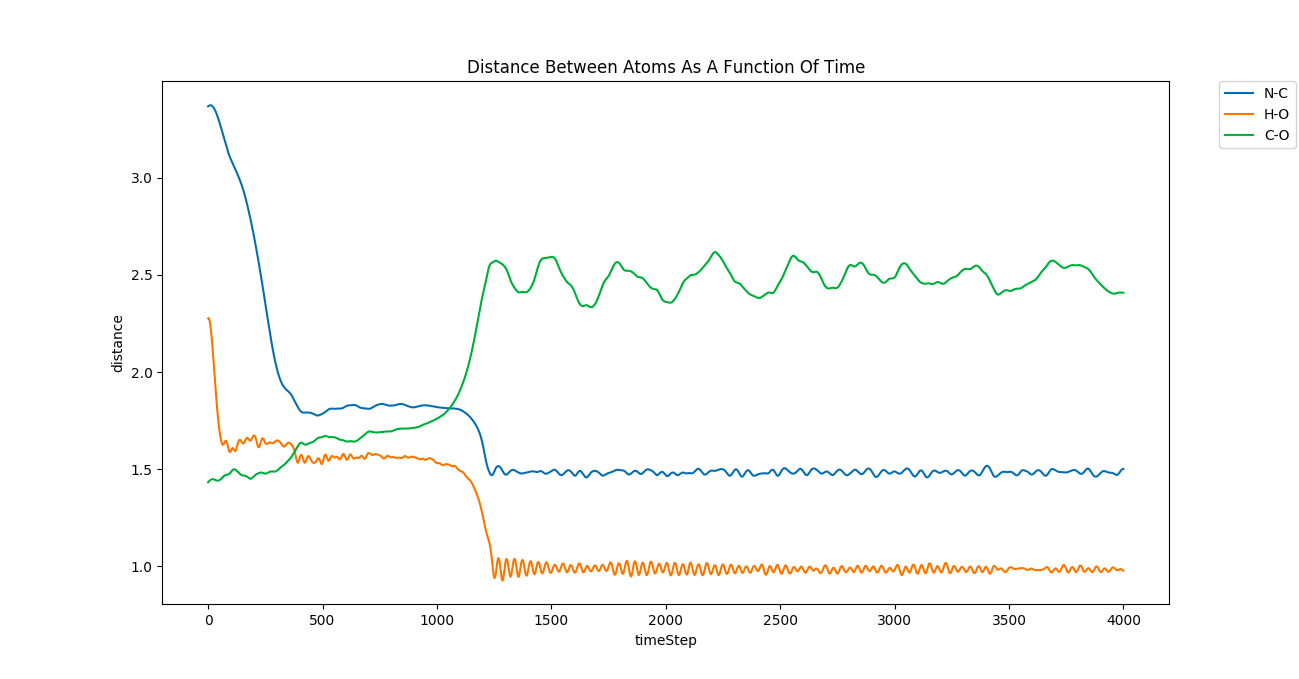 Distance Between Atoms As A Function Of Time
N-C
H-O
C-O
distance
3.0
2.5
2.0
1.5
1.0
0 500 1000 1500 2000 2500 3000 3500 4000
timeStep